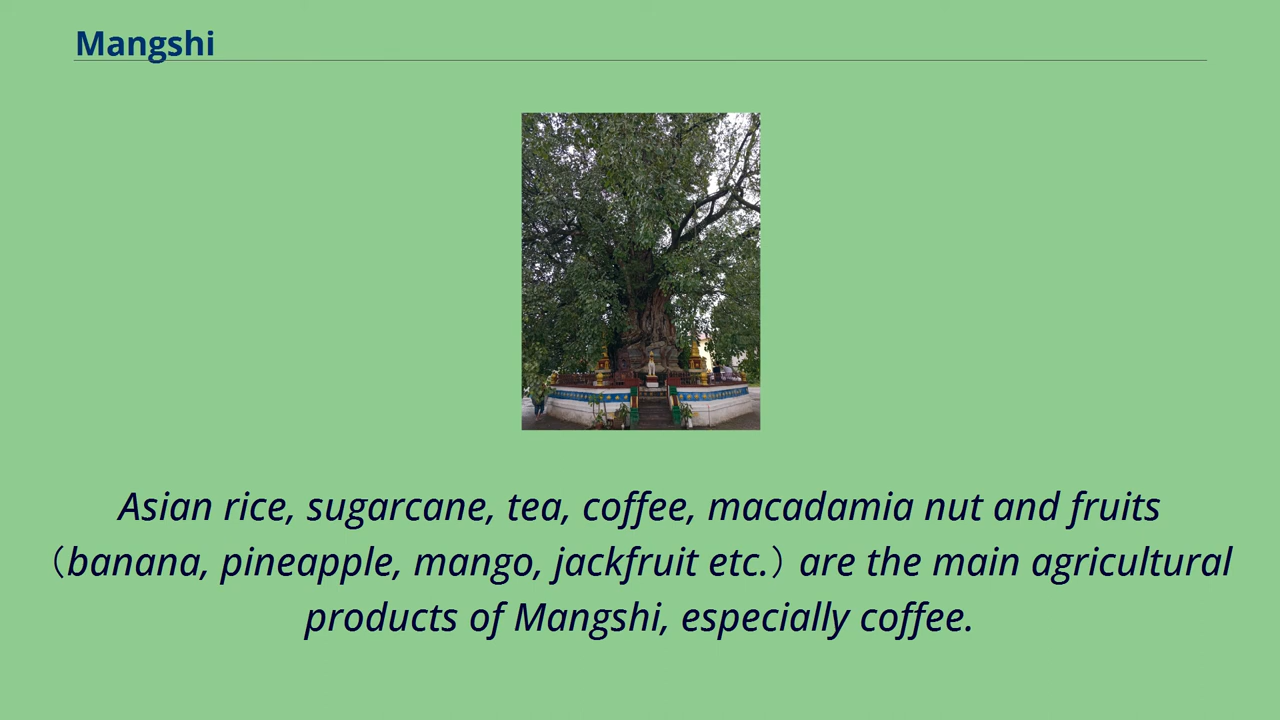 Mangshi
Asian rice, sugarcane, tea, coffee, macadamia nut and fruits
（banana, pineapple, mango, jackfruit etc.）are the main agricultural
products of Mangshi, especially coffee.